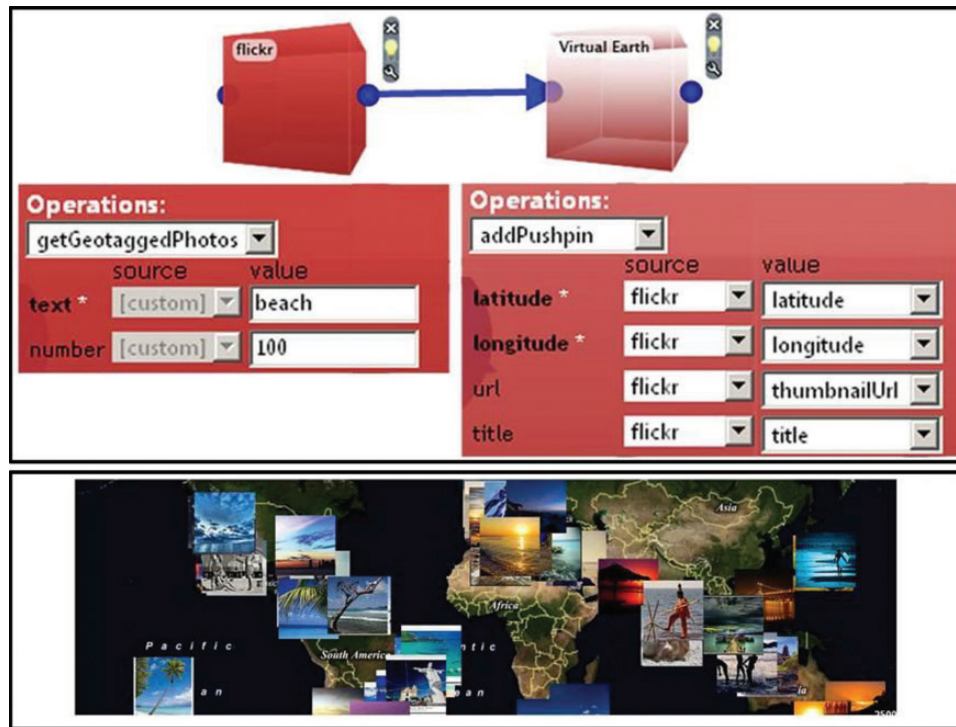 flickr
Virtual Earth
Operations:
getGeotaggedPhotos
source value
text * [custom] beach
number [custom] 100
Operations:
addPushpin
source value
latitude * flickr latitude
longitude * flickr longitude
url flickr thumbnailUrl
title flickr title
Asia
Africa
Pacific
South America